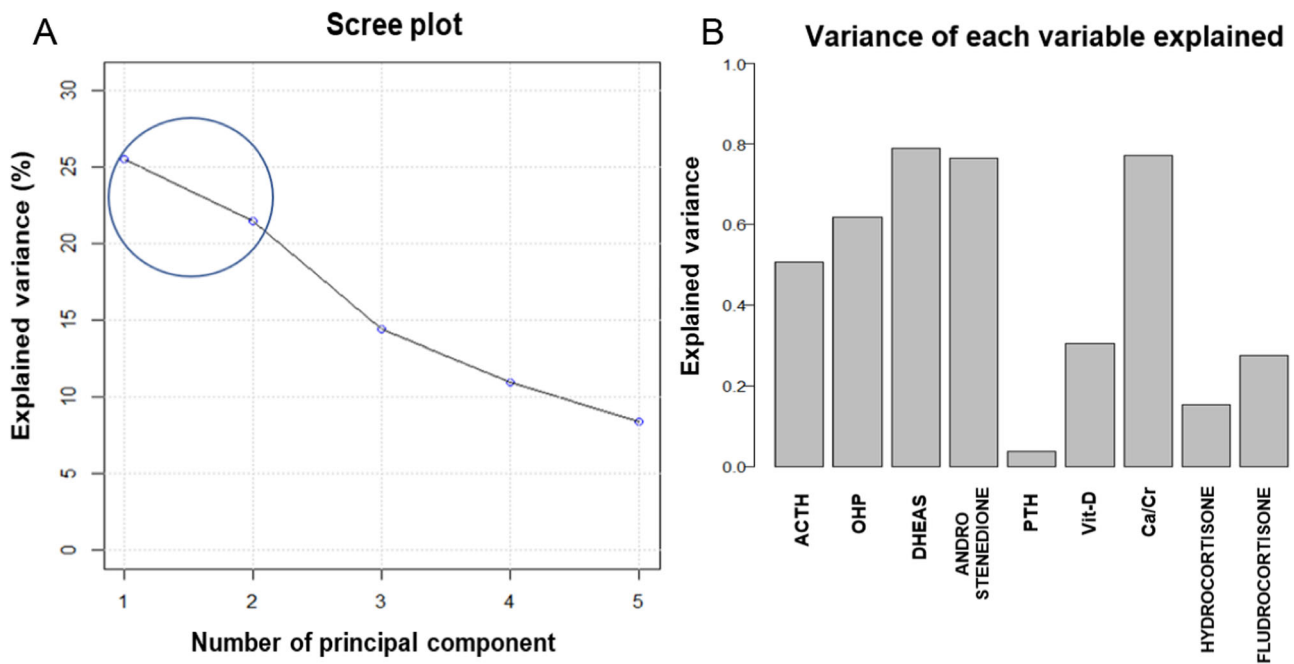 A
Scree plot
Explained variance (%)
30
25
20
15
10
5
0
1 2 3 4 5
Number of principal component
B
Variance of each variable explained
Explained variance
1.0
0.8
0.6
0.4
0.2
0.0
ACTH
OHP
DHEAS
ANDRO
STENEDIONE
PTH
Vit-D
Ca/Cr
HYDROCORTISONE
FLUDROCORTISONE